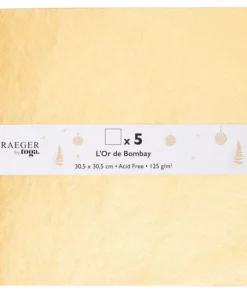 RAEGER
by toga.
x 5
L'Or de Bombay
30,5 x 30,5 cm • Acid Free • 125 g/m²